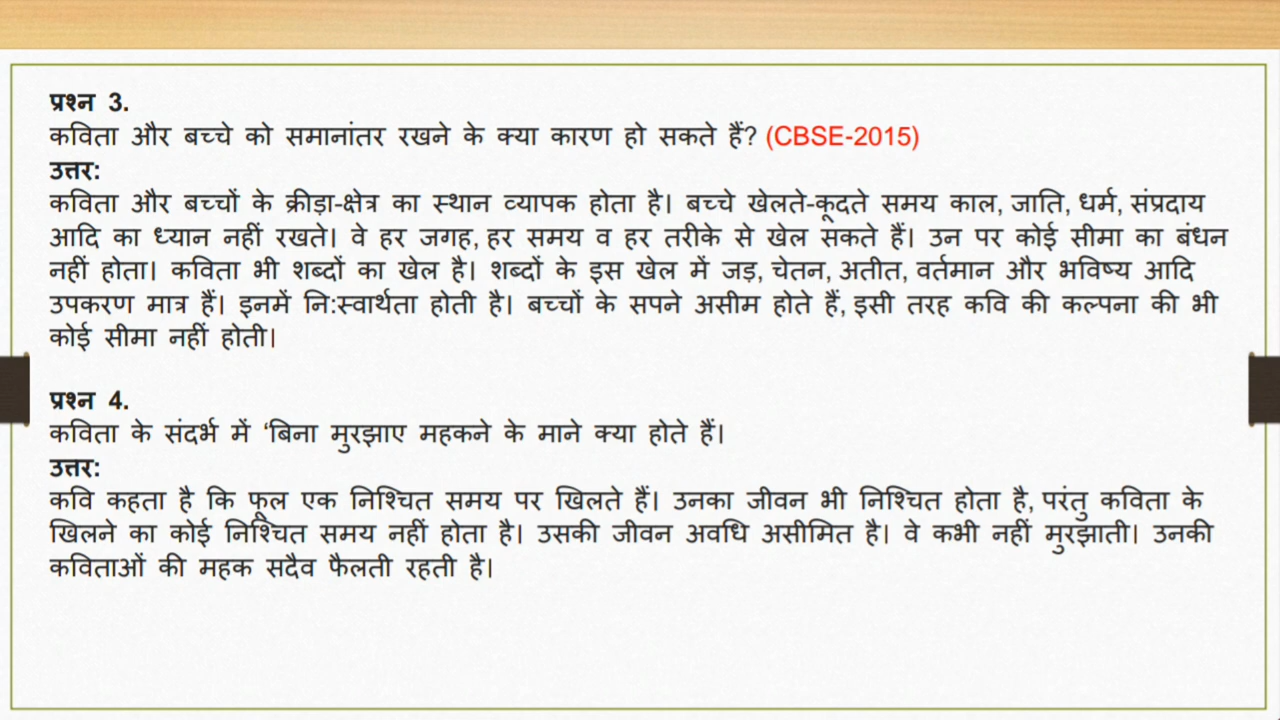 प्रश्न 3.
कविता और बच्चे को समानांतर रखने के क्या कारण हो सकते हैं? (CBSE-2015)
उत्तर:
कविता और बच्चों के क्रीड़ा-क्षेत्र का स्थान व्यापक होता है। बच्चे खेलते-कूदते समय काल, जाति, धर्म, संप्रदाय
आदि का ध्यान नहीं रखते। वे हर जगह, हर समय व हर तरीके से खेल सकते हैं। उन पर कोई सीमा का बंधन
नहीं होता। कविता भी शब्दों का खेल है। शब्दों के इस खेल में जड़, चेतन, अतीत, वर्तमान और भविष्य आदि
उपकरण मात्र हैं। इनमें नि:स्वार्थता होती है। बच्चों के सपने असीम होते हैं, इसी तरह कवि की कल्पना की भी
कोई सीमा नहीं होती।
प्रश्न 4.
कविता के संदर्भ में ‘बिना मुरझाए महकने के माने क्या होते हैं।
उत्तर:
कवि कहता है कि फूल एक निश्चित समय पर खिलते हैं। उनका जीवन भी निश्चित होता है, परंतु कविता के
खिलने का कोई निश्चित समय नहीं होता है। उसकी जीवन अवधि असीमित है। वे कभी नहीं मुरझाती। उनकी
कविताओं की महक सदैव फैलती रहती है।